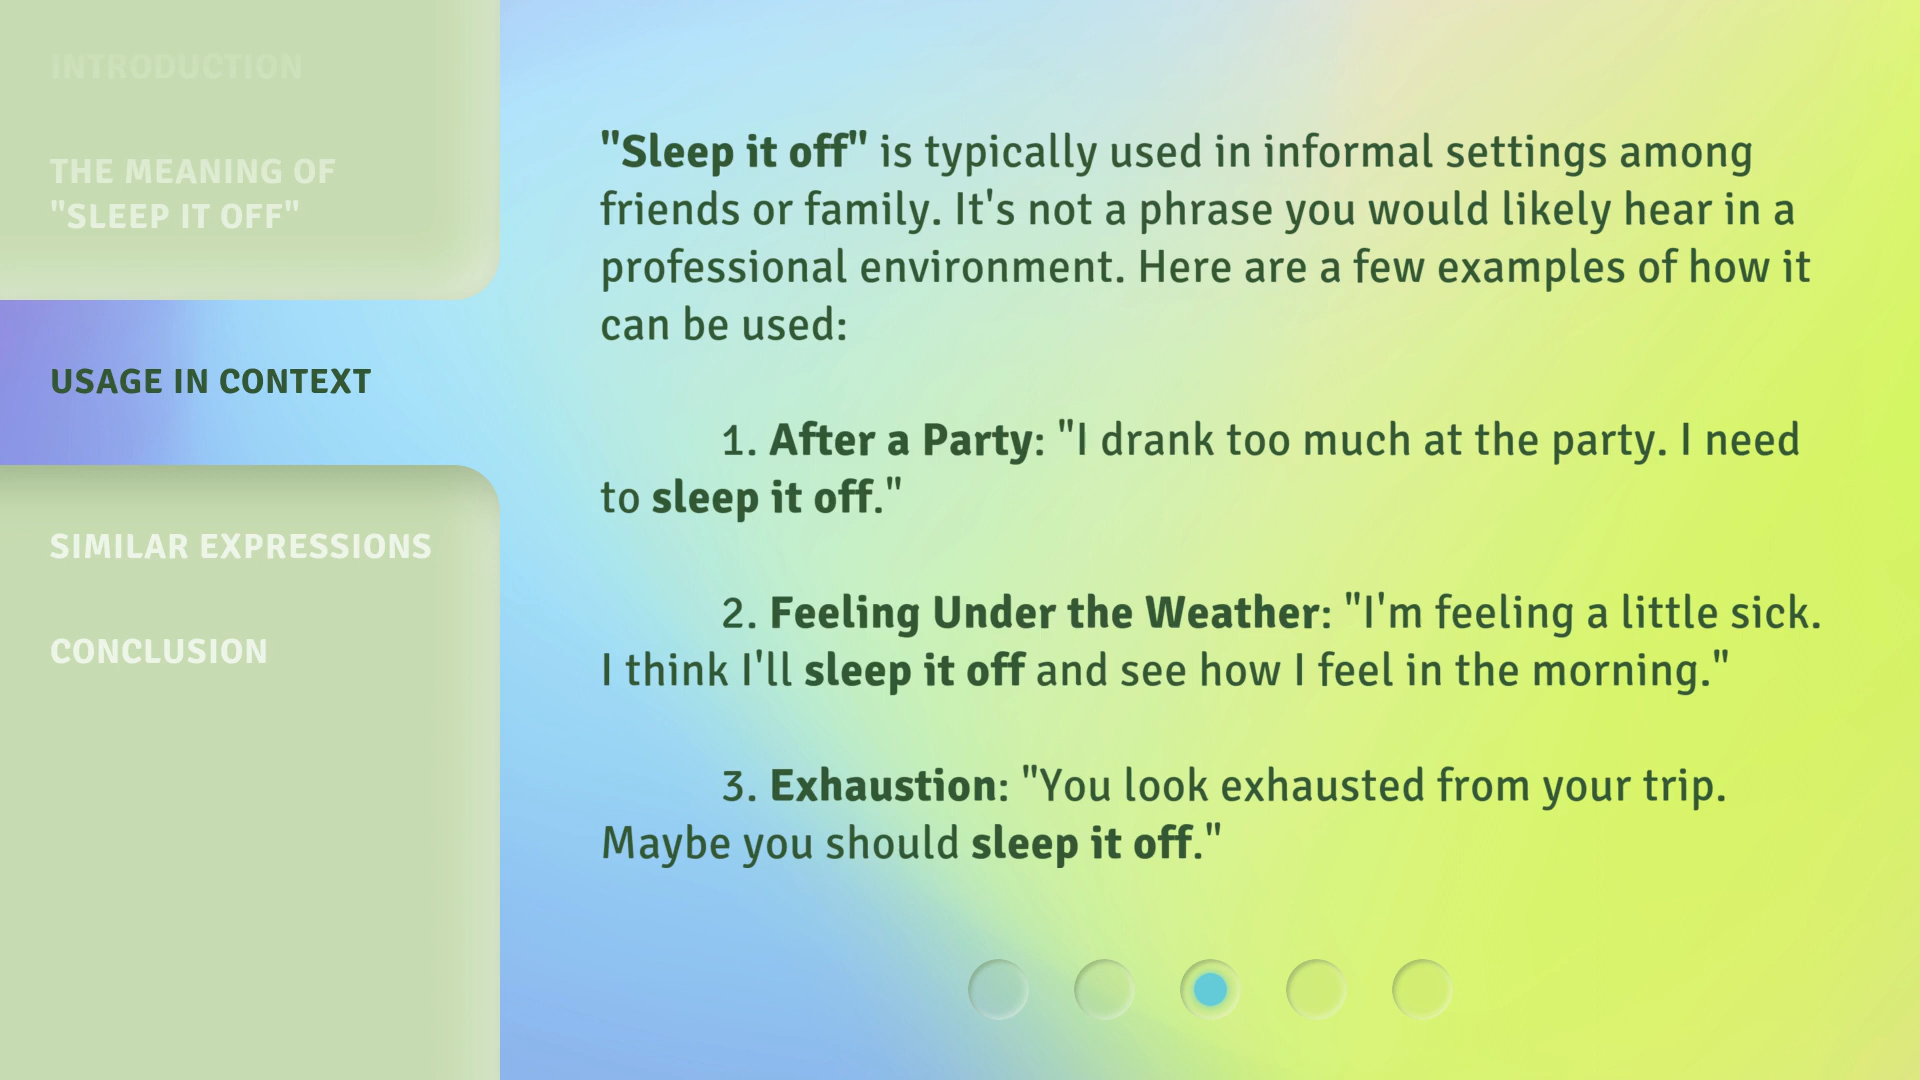 INTRODUCTION
THE MEANING OF
"SLEEP IT OFF"
USAGE IN CONTEXT
SIMILAR EXPRESSIONS
CONCLUSION
"Sleep it off" is typically used in informal settings among
friends or family. It's not a phrase you would likely hear in a
professional environment. Here are a few examples of how it
can be used:
1. After a Party: "I drank too much at the party. I need
to sleep it off."
2. Feeling Under the Weather: "I'm feeling a little sick.
I think I'll sleep it off and see how I feel in the morning."
3. Exhaustion: "You look exhausted from your trip.
Maybe you should sleep it off."